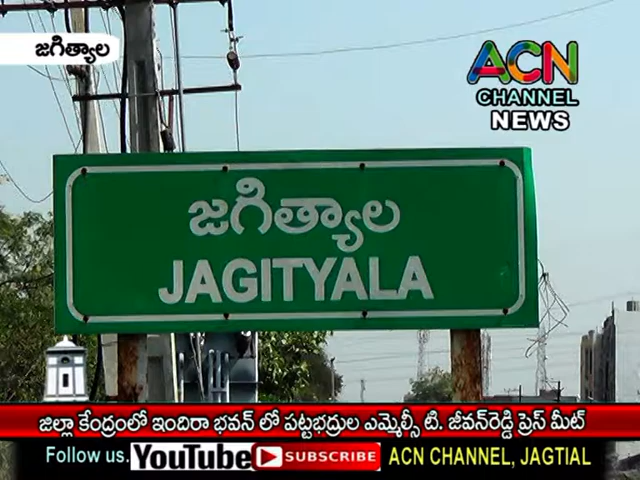 జగిత్యాల
ACN
CHANNEL
NEWS
జగిత్యాల
JAGITYALA
జిల్లా కేంద్రంలో ఇందిరా భవన్ లో పట్టభద్రుల ఎమ్మెల్సీ టి. జీవన్‌రెడ్డి ప్రెస్ మీట్
Follow us. YouTube SUBSCRIBE ACN CHANNEL, JAGTIAL